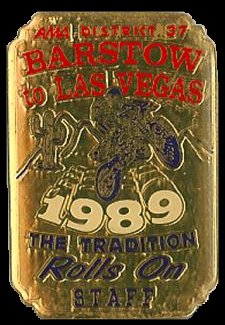 AMA DISTRICT 37
BARSTOW
to LAS VEGAS
1989
THE TRADITION
Rolls On
STAFF